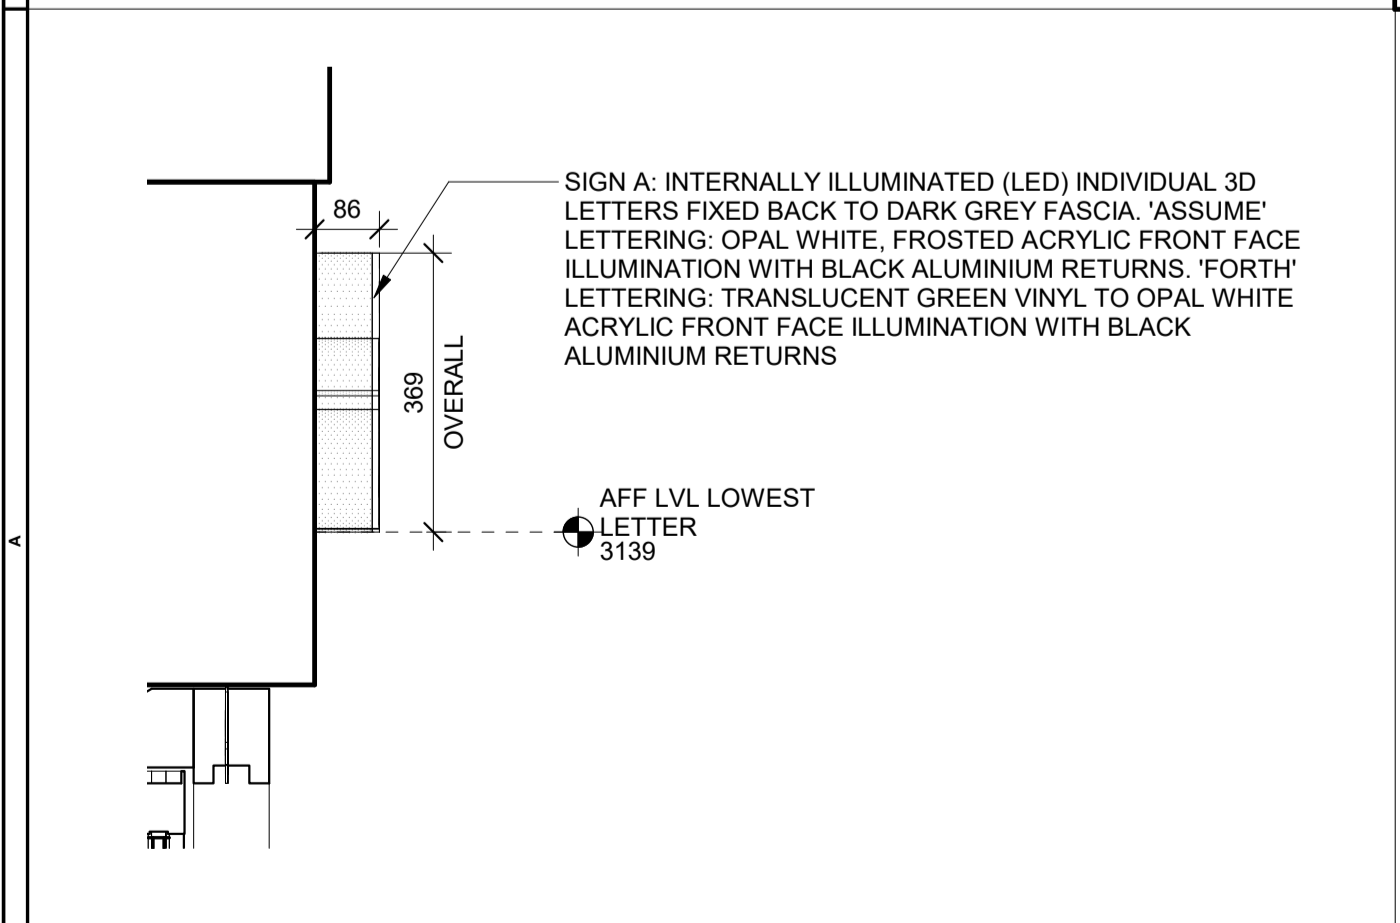 SIGN A: INTERNALLY ILLUMINATED (LED) INDIVIDUAL 3D
LETTERS FIXED BACK TO DARK GREY FASCIA. 'ASSUME'
LETTERING: OPAL WHITE, FROSTED ACRYLIC FRONT FACE
ILLUMINATION WITH BLACK ALUMINIUM RETURNS. 'FORTH'
LETTERING: TRANSLUCENT GREEN VINYL TO OPAL WHITE
ACRYLIC FRONT FACE ILLUMINATION WITH BLACK
ALUMINIUM RETURNS
86
369
OVERALL
AFF LVL LOWEST
LETTER
3139
A